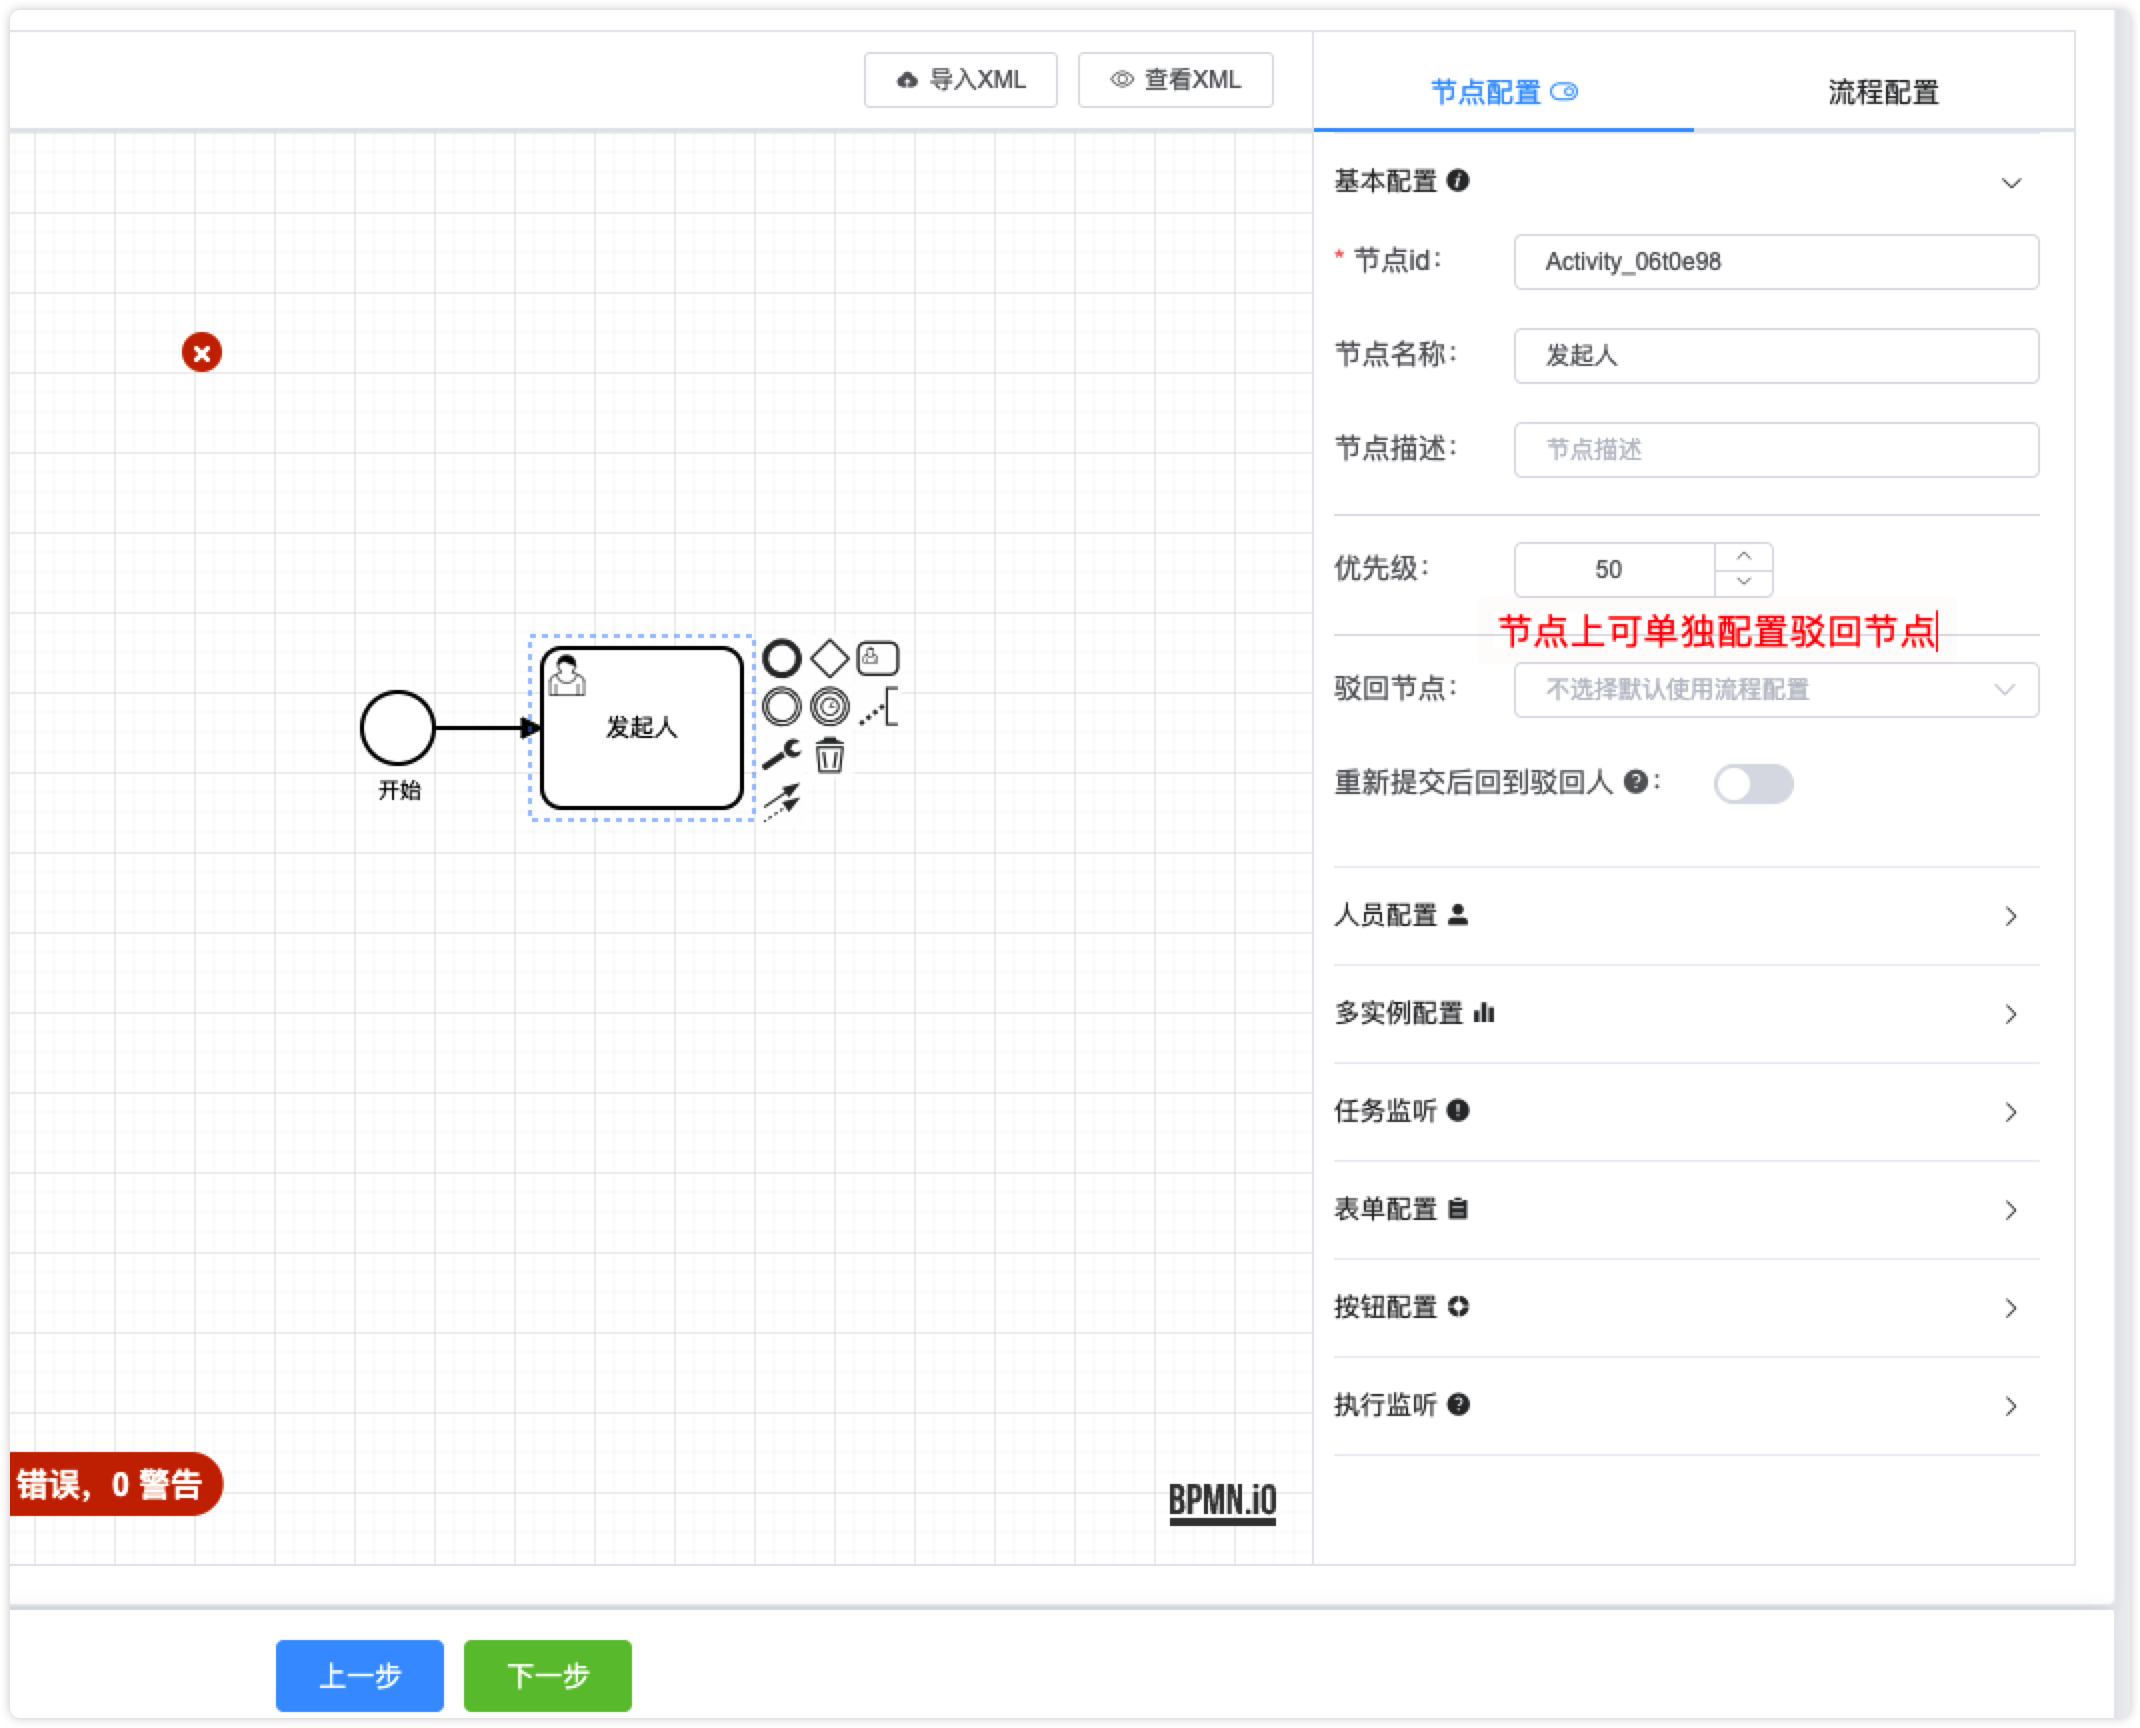 导入XML
查看XML
节点配置
流程配置
基本配置
* 节点id：
Activity_06t0e98
节点名称：
发起人
节点描述：
节点描述
优先级：
50
节点上可单独配置驳回节点
驳回节点：
不选择默认使用流程配置
重新提交后回到驳回人 ?：
人员配置
多实例配置
任务监听
表单配置
按钮配置
执行监听
开始
发起人
错误，0 警告
BPMN.iO
上一步
下一步